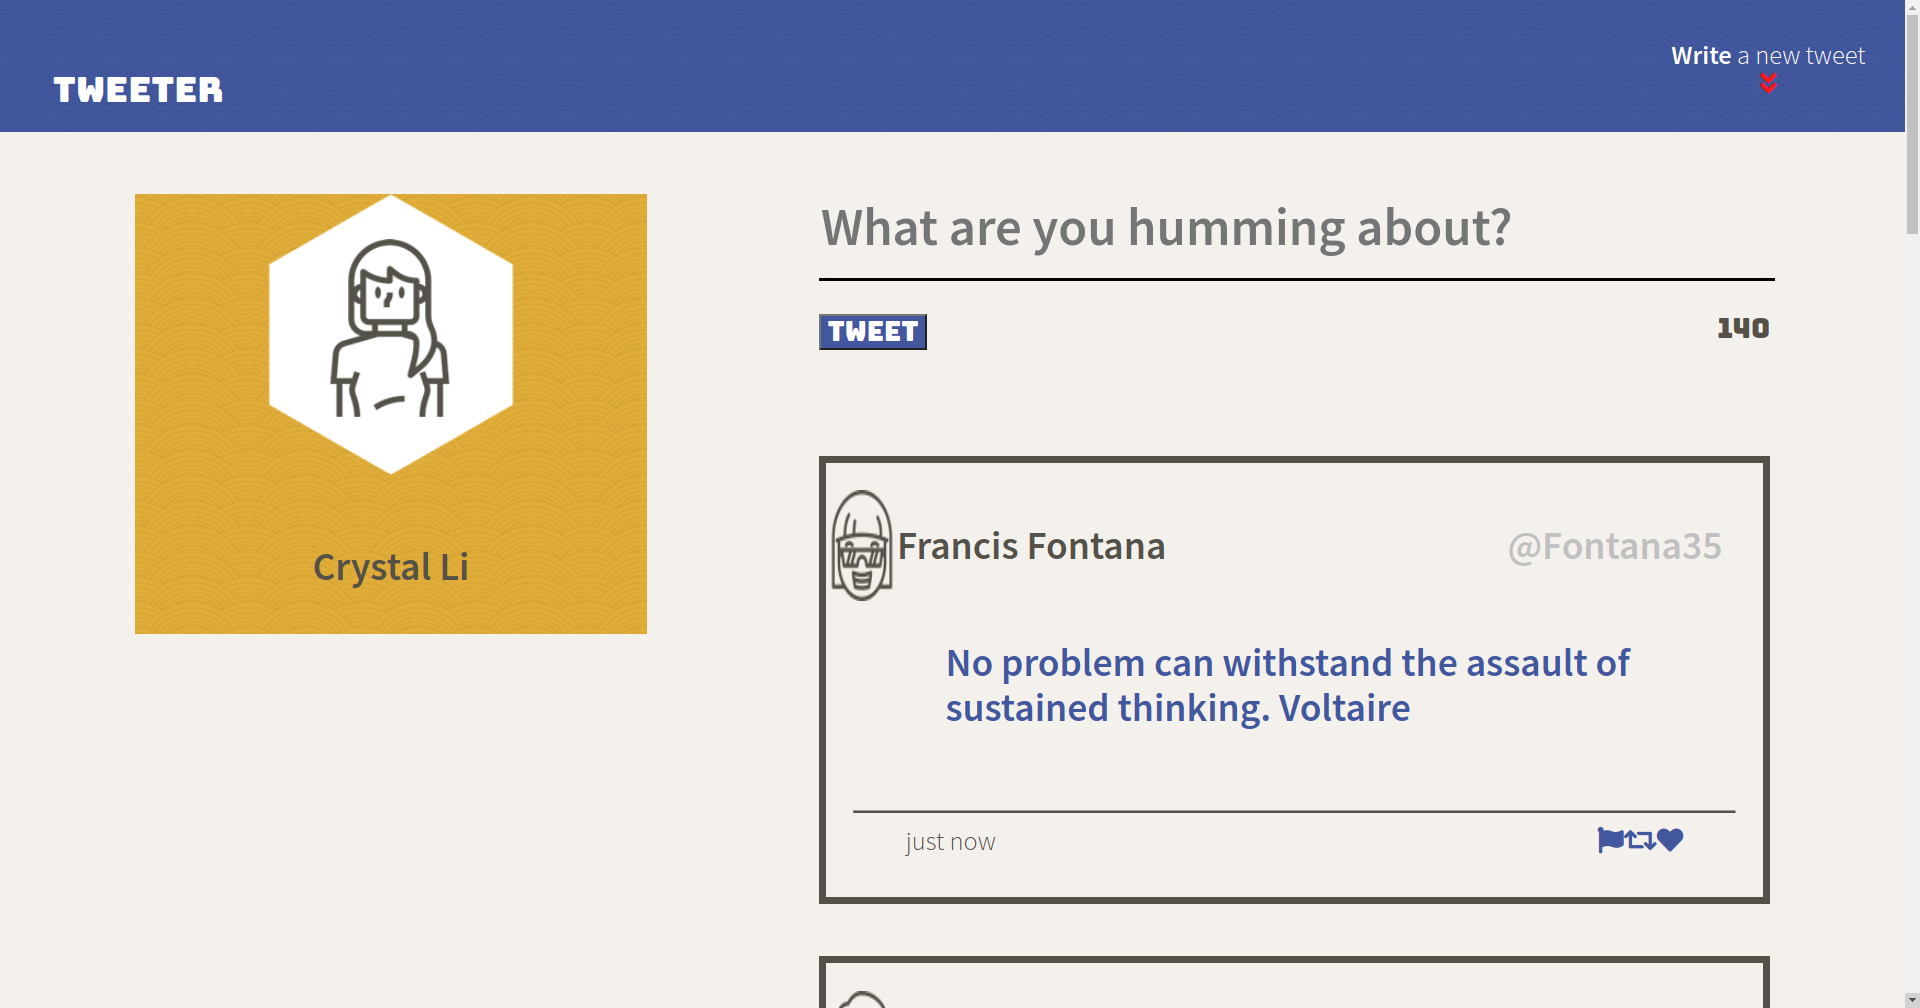 TWEETER
Write a new tweet
Crystal Li
What are you humming about?
TWEET
140
Francis Fontana
@Fontana35
No problem can withstand the assault of
sustained thinking. Voltaire
just now